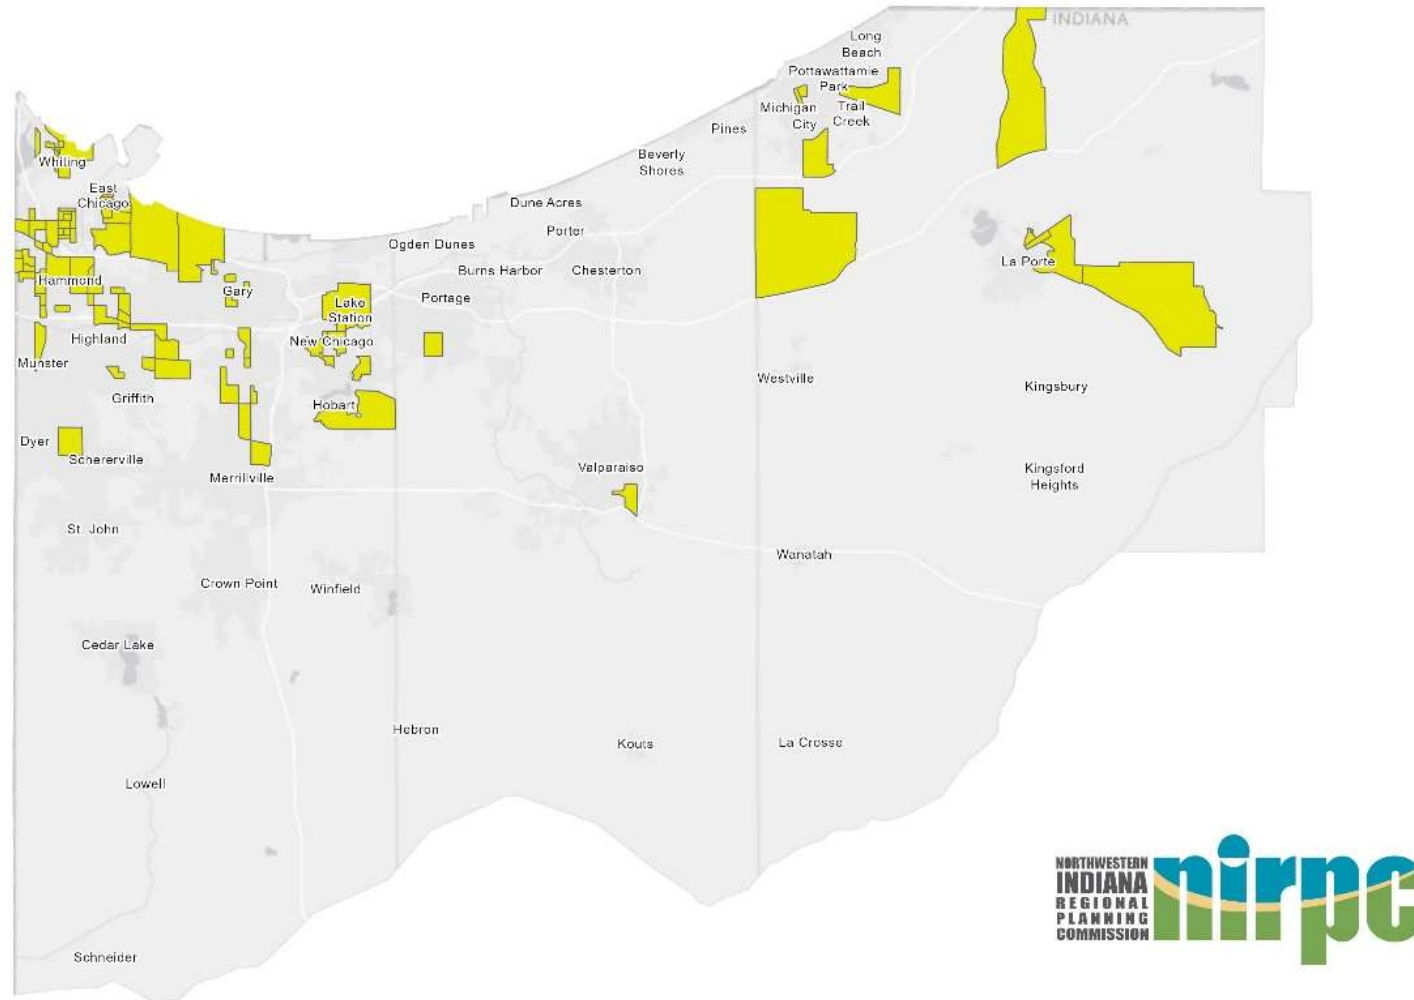 INDIANA
Long
Beach
Pottawattamie
Park
Michigan
City
Trail
Creek
Pines
Beverly
Shores
Whiting
East
Chicago
Dune Acres
Porter
Ogden Dunes
Burns Harbor
Chesterton
La Porte
Hammond
Gary
Lake
Station
Portage
Highland
New Chicago
Munster
Griffith
Westville
Kingsbury
Hobart
Dyer
Schererville
Merrillville
Valparaiso
Kingsford
Heights
St. John
Wanatah
Crown Point
Winfield
Cedar Lake
Hebron
Kouts
La Crosse
Lowell
Schneider
NORTHWESTERN
INDIANA
REGIONAL
PLANNING
COMMISSION
nirpc